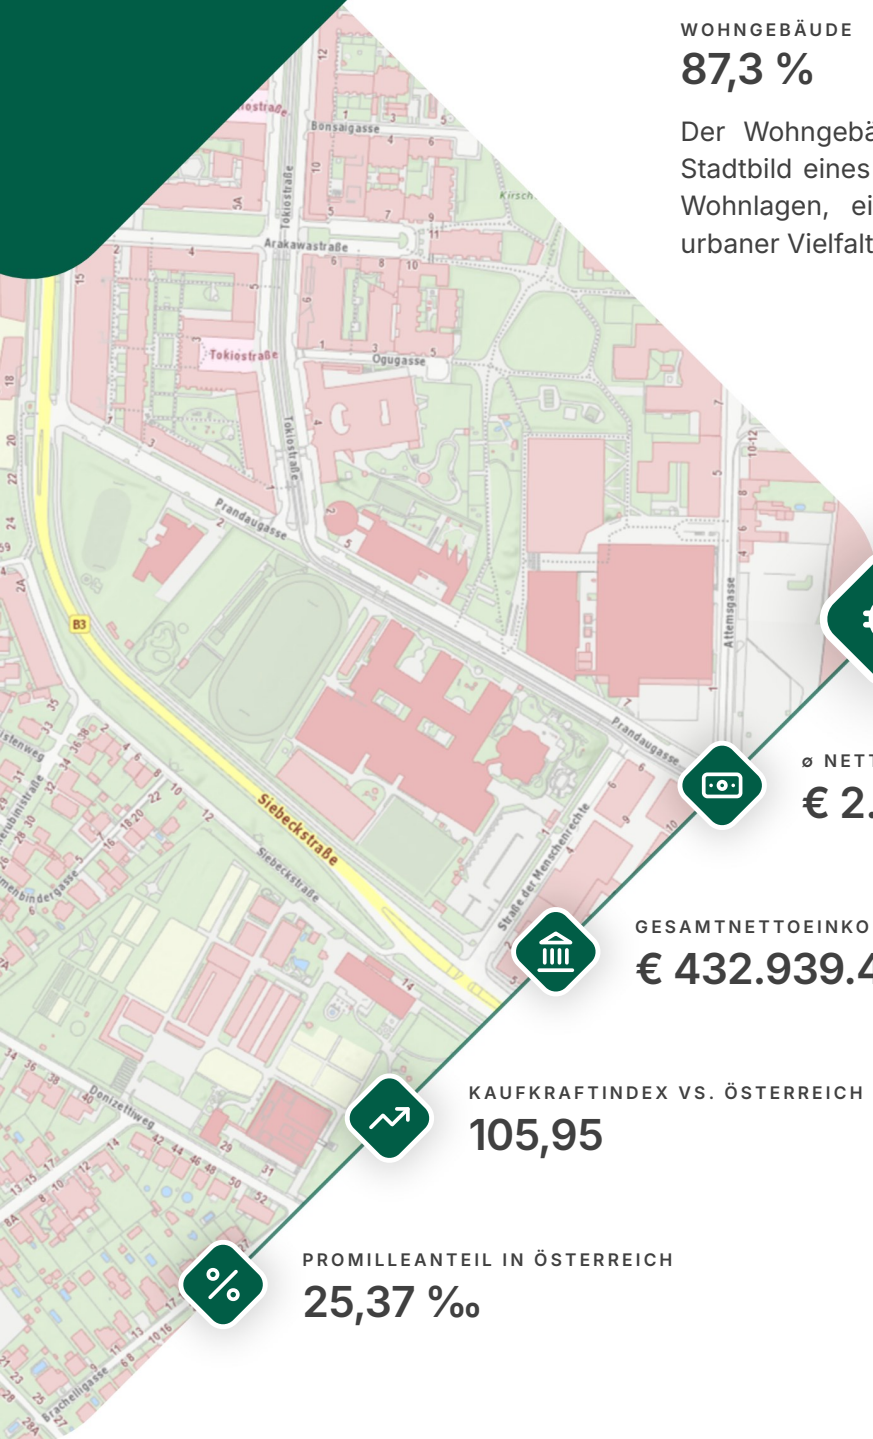 WOHNGEBÄUDE
87,3 %
Der Wohngebä
Stadtbild eines
Wohnlagen, ei
urbaner Vielfalt
Bonsaigasse
Tokiostraße
Arakawastraße
Kirsch
Tokiostraße
Ogugasse
Tokiostraße
Prandaugasse
Attemsgasse
B3
Prandaugasse
ø NETT
€ 2.
Siebeckstraße
Siebeckstraße
Straße der Menschenrechte
GESAMTNETTOEINKO
€ 432.939.4
KAUFKRAFTINDEX VS. ÖSTERREICH
105,95
Donizettiweg
PROMILLEANTEIL IN ÖSTERREICH
25,37 ‰
Brachelligasse